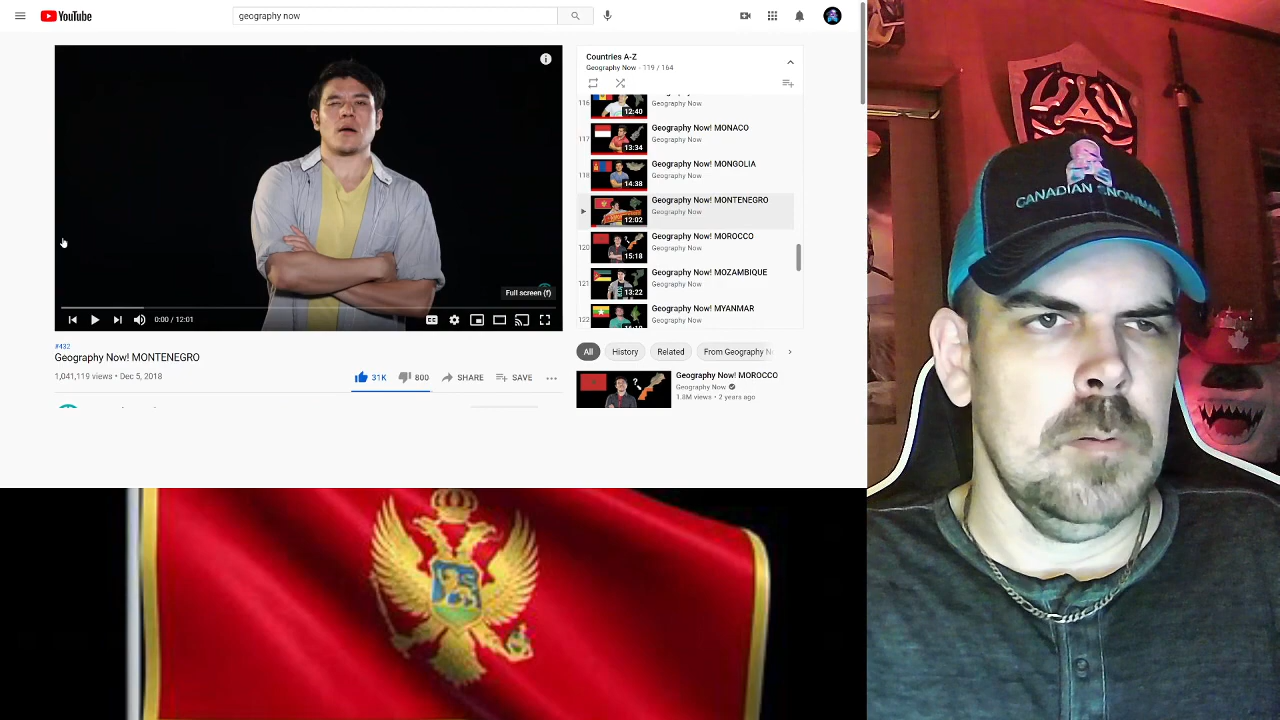 YouTube
geography now
Full screen (f)
0:00 / 12:01
#432
Geography Now! MONTENEGRO
1,041,119 views • Dec 5, 2018
31K
800
SHARE
SAVE
Countries A-Z
Geography Now - 119 / 164
116
12:40
Geography Now
117
13:34
Geography Now! MONACO
Geography Now
118
14:38
Geography Now! MONGOLIA
Geography Now
12:02
Geography Now! MONTENEGRO
Geography Now
120
15:18
Geography Now! MOROCCO
Geography Now
121
13:22
Geography Now! MOZAMBIQUE
Geography Now
122
Geography Now! MYANMAR
Geography Now
All
History
Related
From Geography N
Geography Now! MOROCCO
Geography Now
1.8M views • 2 years ago
CANADIAN SNOWMAN